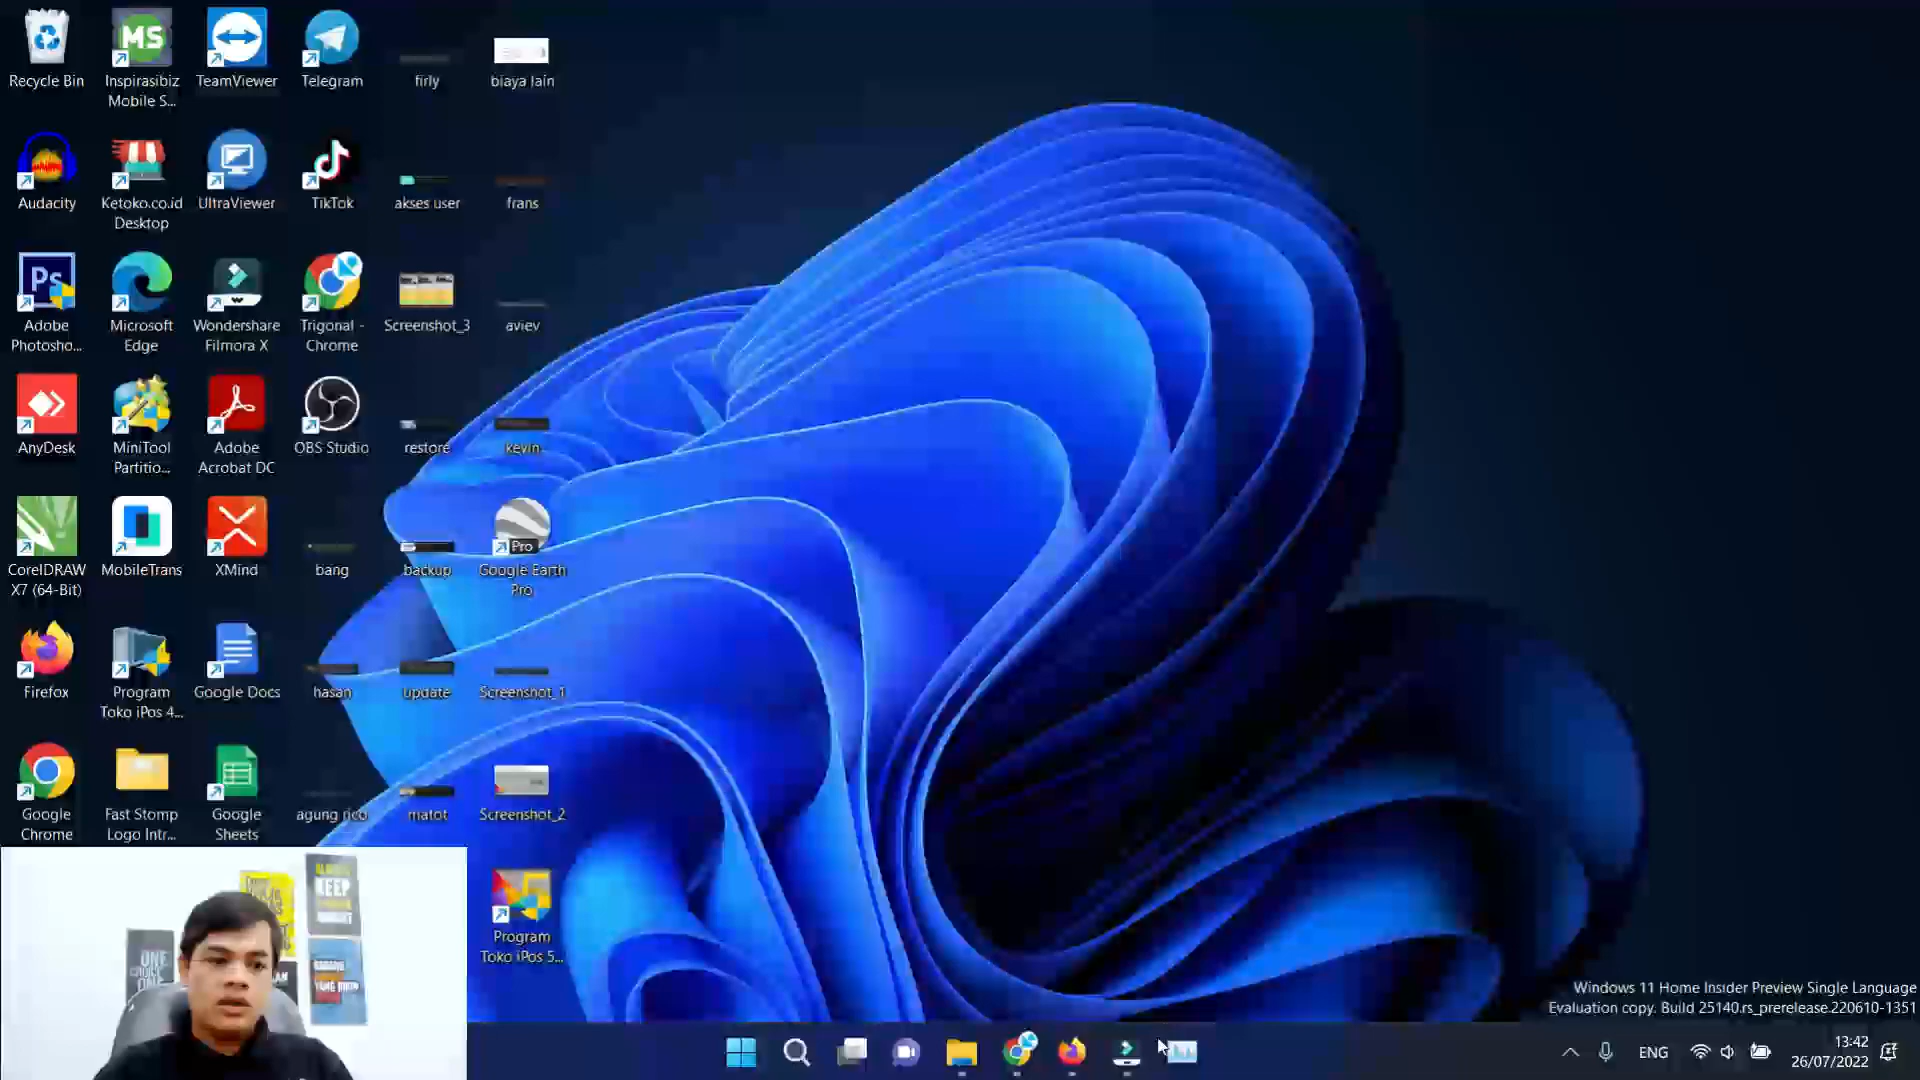 Recycle Bin
Inspirasibiz
Mobile S...
TeamViewer
Telegram
firly
biaya lain
Audacity
Ketoko.co.id
Desktop
UltraViewer
TikTok
akses user
frans
Ps
Adobe
Photosho...
Microsoft
Edge
Wondershare
Filmora X
Trigonal -
Chrome
Screenshot_3
aviev
AnyDesk
MiniTool
Partitio...
Adobe
Acrobat DC
OBS Studio
restore
kevin
CorelDRAW
X7 (64-Bit)
MobileTrans
XMind
bang
backup
Pro
Google Earth
Pro
Firefox
Program
Toko iPos 4...
Google Docs
hasan
update
Screenshot_1
Google
Chrome
Fast Stomp
Logo Intr...
Google
Sheets
agung rico
matot
Screenshot_2
Program
Toko iPos 5...
MS
KEEP
ONE
Windows 11 Home Insider Preview Single Language
Evaluation copy. Build 25140.rs_prerelease.220610-1351
ENG
13:42
26/07/2022